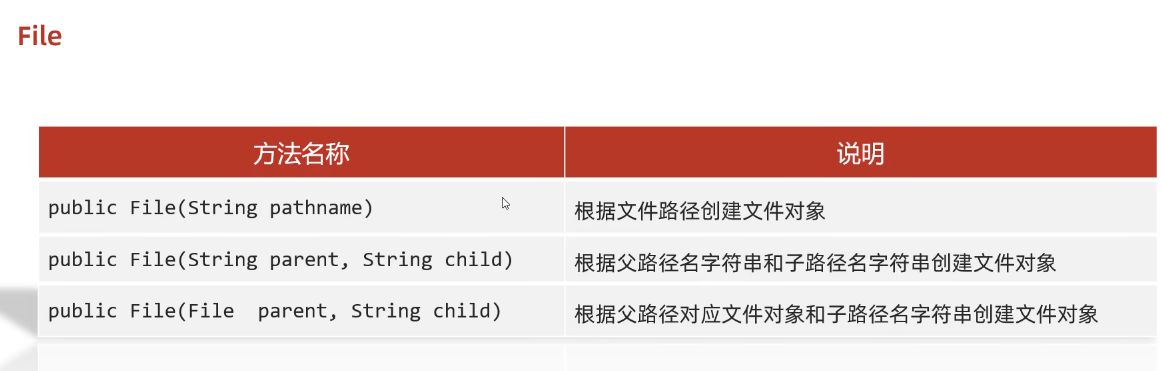 File
方法名称 说明
public File(String pathname) 根据文件路径创建文件对象
public File(String parent, String child) 根据父路径名字符串和子路径名字符串创建文件对象
public File(File  parent, String child) 根据父路径对应文件对象和子路径名字符串创建文件对象